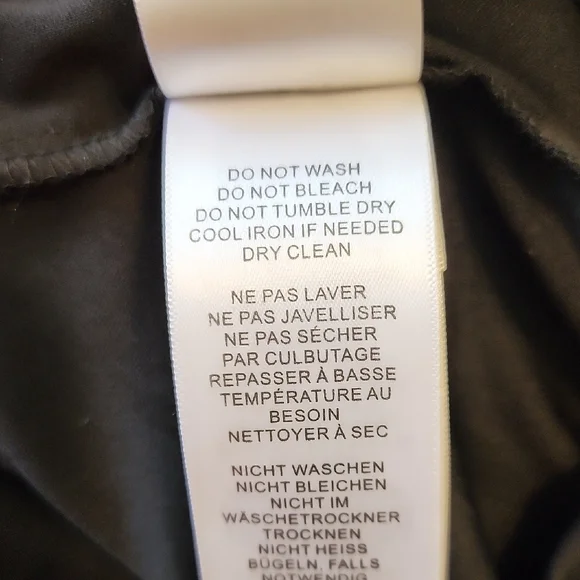 DO NOT WASH
DO NOT BLEACH
DO NOT TUMBLE DRY
COOL IRON IF NEEDED
DRY CLEAN
NE PAS LAVER
NE PAS JAVELLISER
NE PAS SÉCHER
PAR CULBUTAGE
REPASSER À BASSE
TEMPÉRATURE AU
BESOIN
NETTOYER À SEC
NICHT WASCHEN
NICHT BLEICHEN
NICHT IM
WÄSCHETROCKNER
TROCKNEN
NICHT HEISS
BÜGELN, FALLS
NOTWENDIG